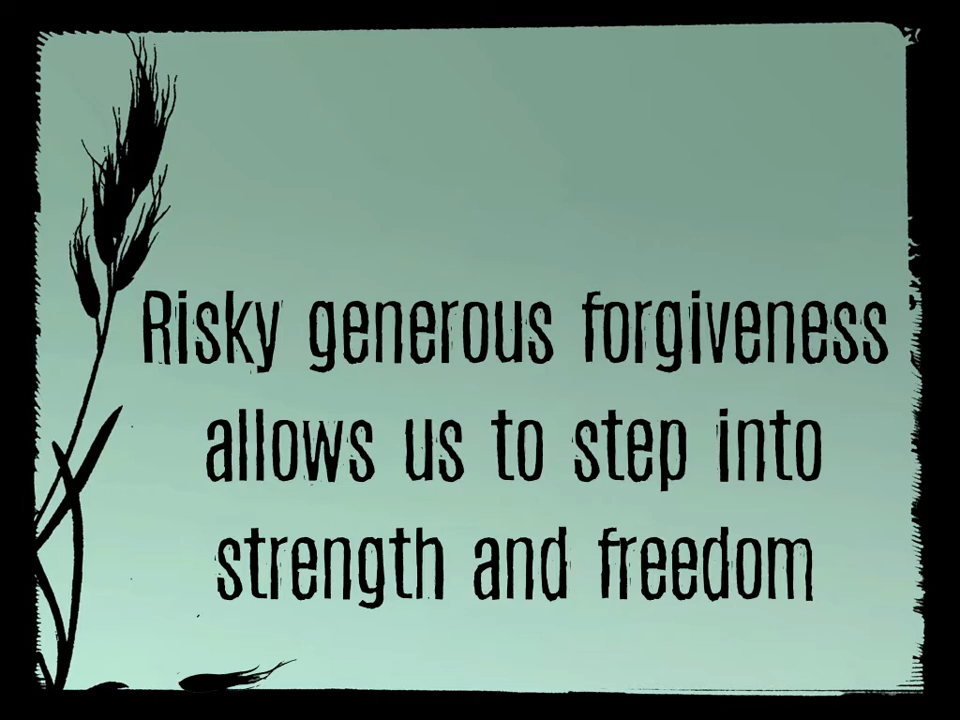 Risky generous forgiveness
allows us to step into
strength and freedom